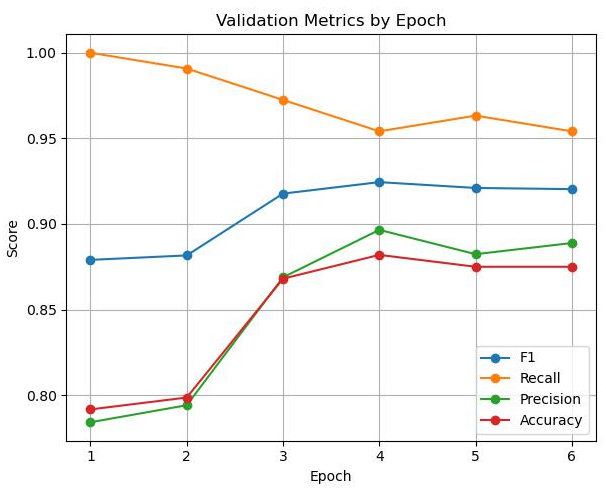 Validation Metrics by Epoch
1.00
0.95
0.90
0.85
0.80
Score
1 2 3 4 5 6
Epoch
F1
Recall
Precision
Accuracy